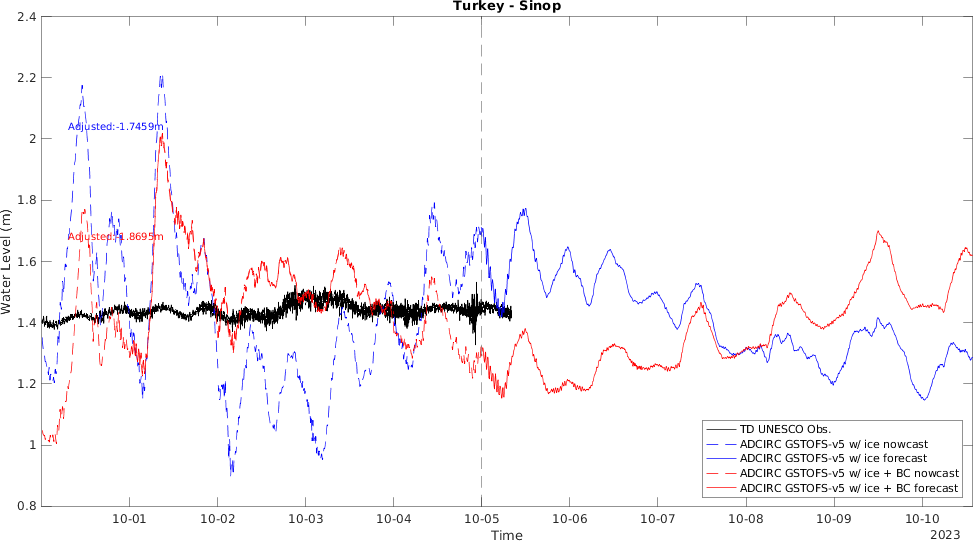 Turkey - Sinop
2.4
2.2
2
1.8
1.6
1.4
1.2
1
0.8
Water Level (m)
Adjusted:-1.7459m
Adjusted:-1.8695m
TD UNESCO Obs.
ADCIRC GSTOFS-v5 w/ ice nowcast
ADCIRC GSTOFS-v5 w/ ice forecast
ADCIRC GSTOFS-v5 w/ ice + BC nowcast
ADCIRC GSTOFS-v5 w/ ice + BC forecast
10-01 10-02 10-03 10-04 10-05 10-06 10-07 10-08 10-09 10-10
Time
2023